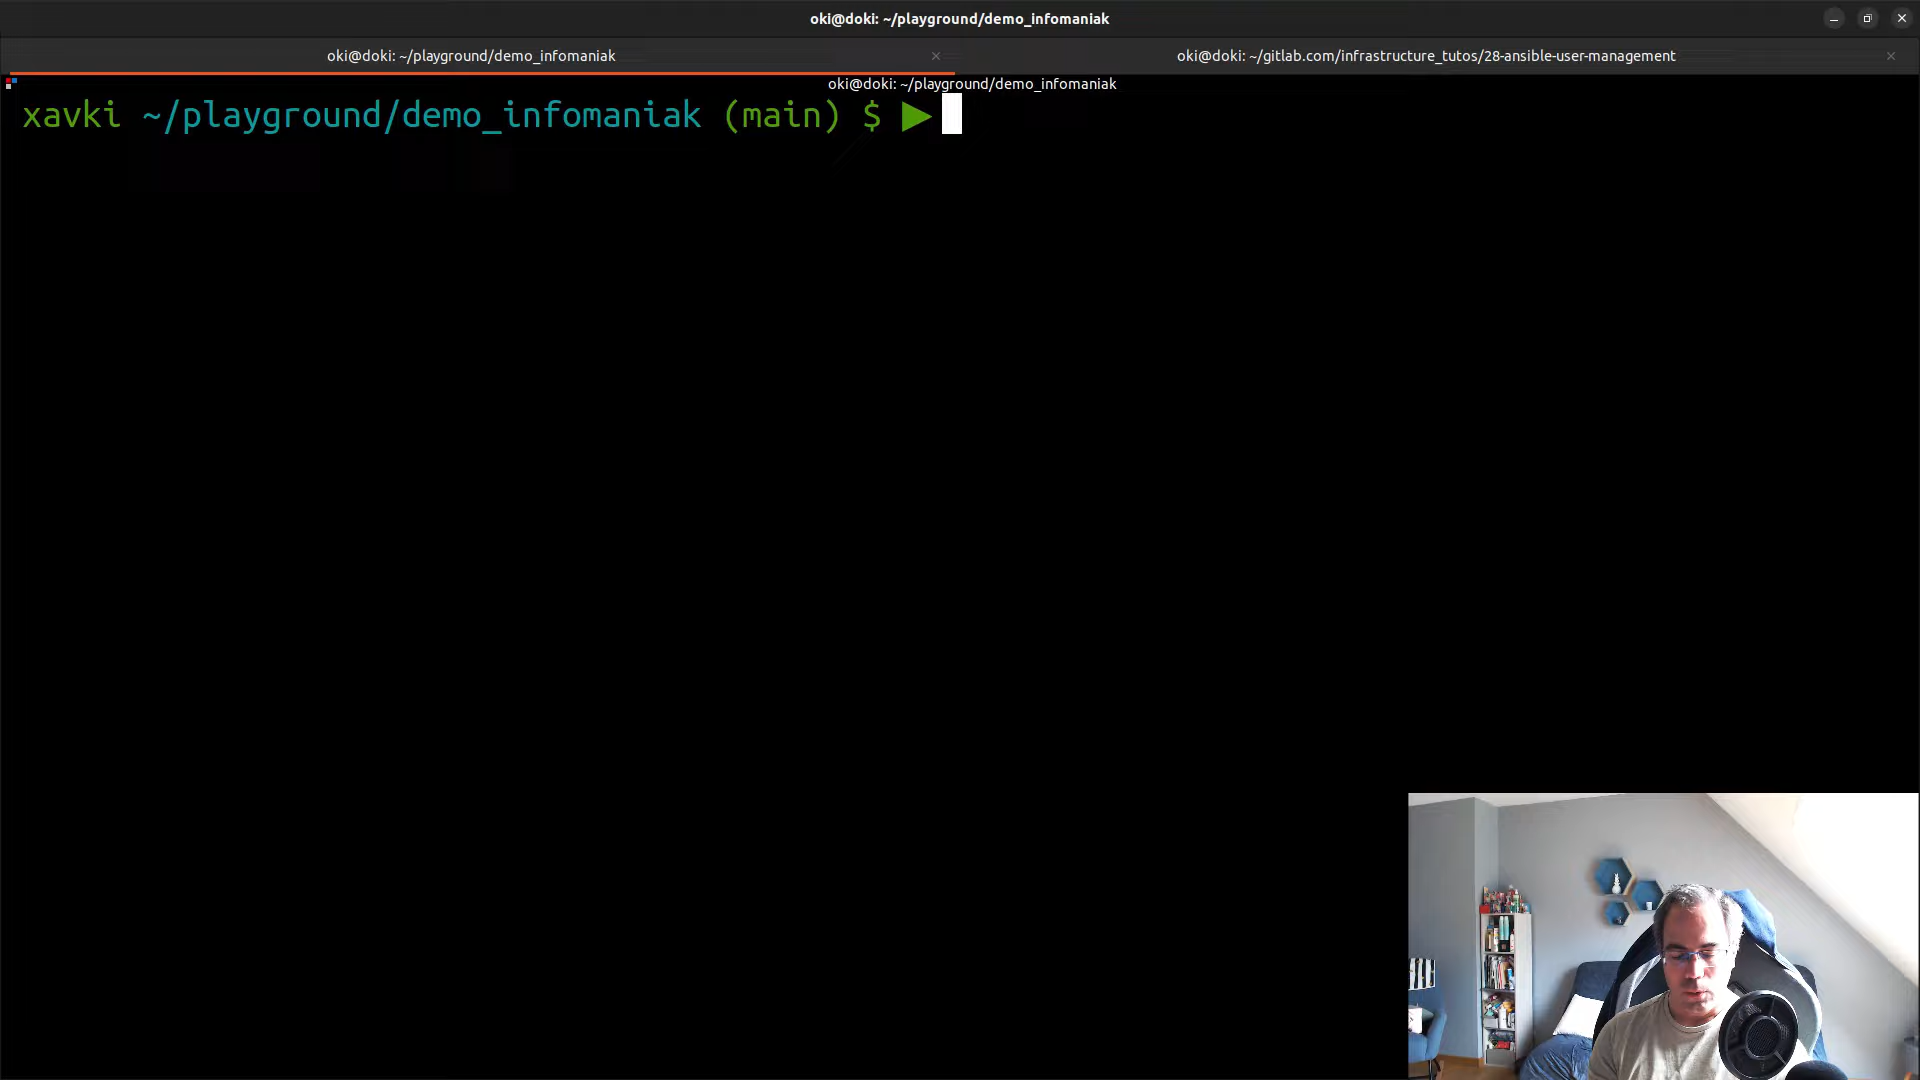 oki@doki: ~/playground/demo_infomaniak
oki@doki: ~/playground/demo_infomaniak
oki@doki: ~/gitlab.com/infrastructure_tutos/28-ansible-user-management
oki@doki: ~/playground/demo_infomaniak
xavki ~/playground/demo_infomaniak (main) $ ▶